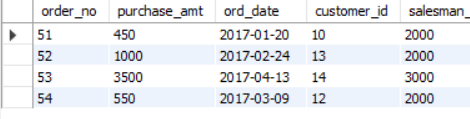 order_no purchase_amt ord_date customer_id salesman_
51 450 2017-01-20 10 2000
52 1000 2017-02-24 13 2000
53 3500 2017-04-13 14 3000
54 550 2017-03-09 12 2000